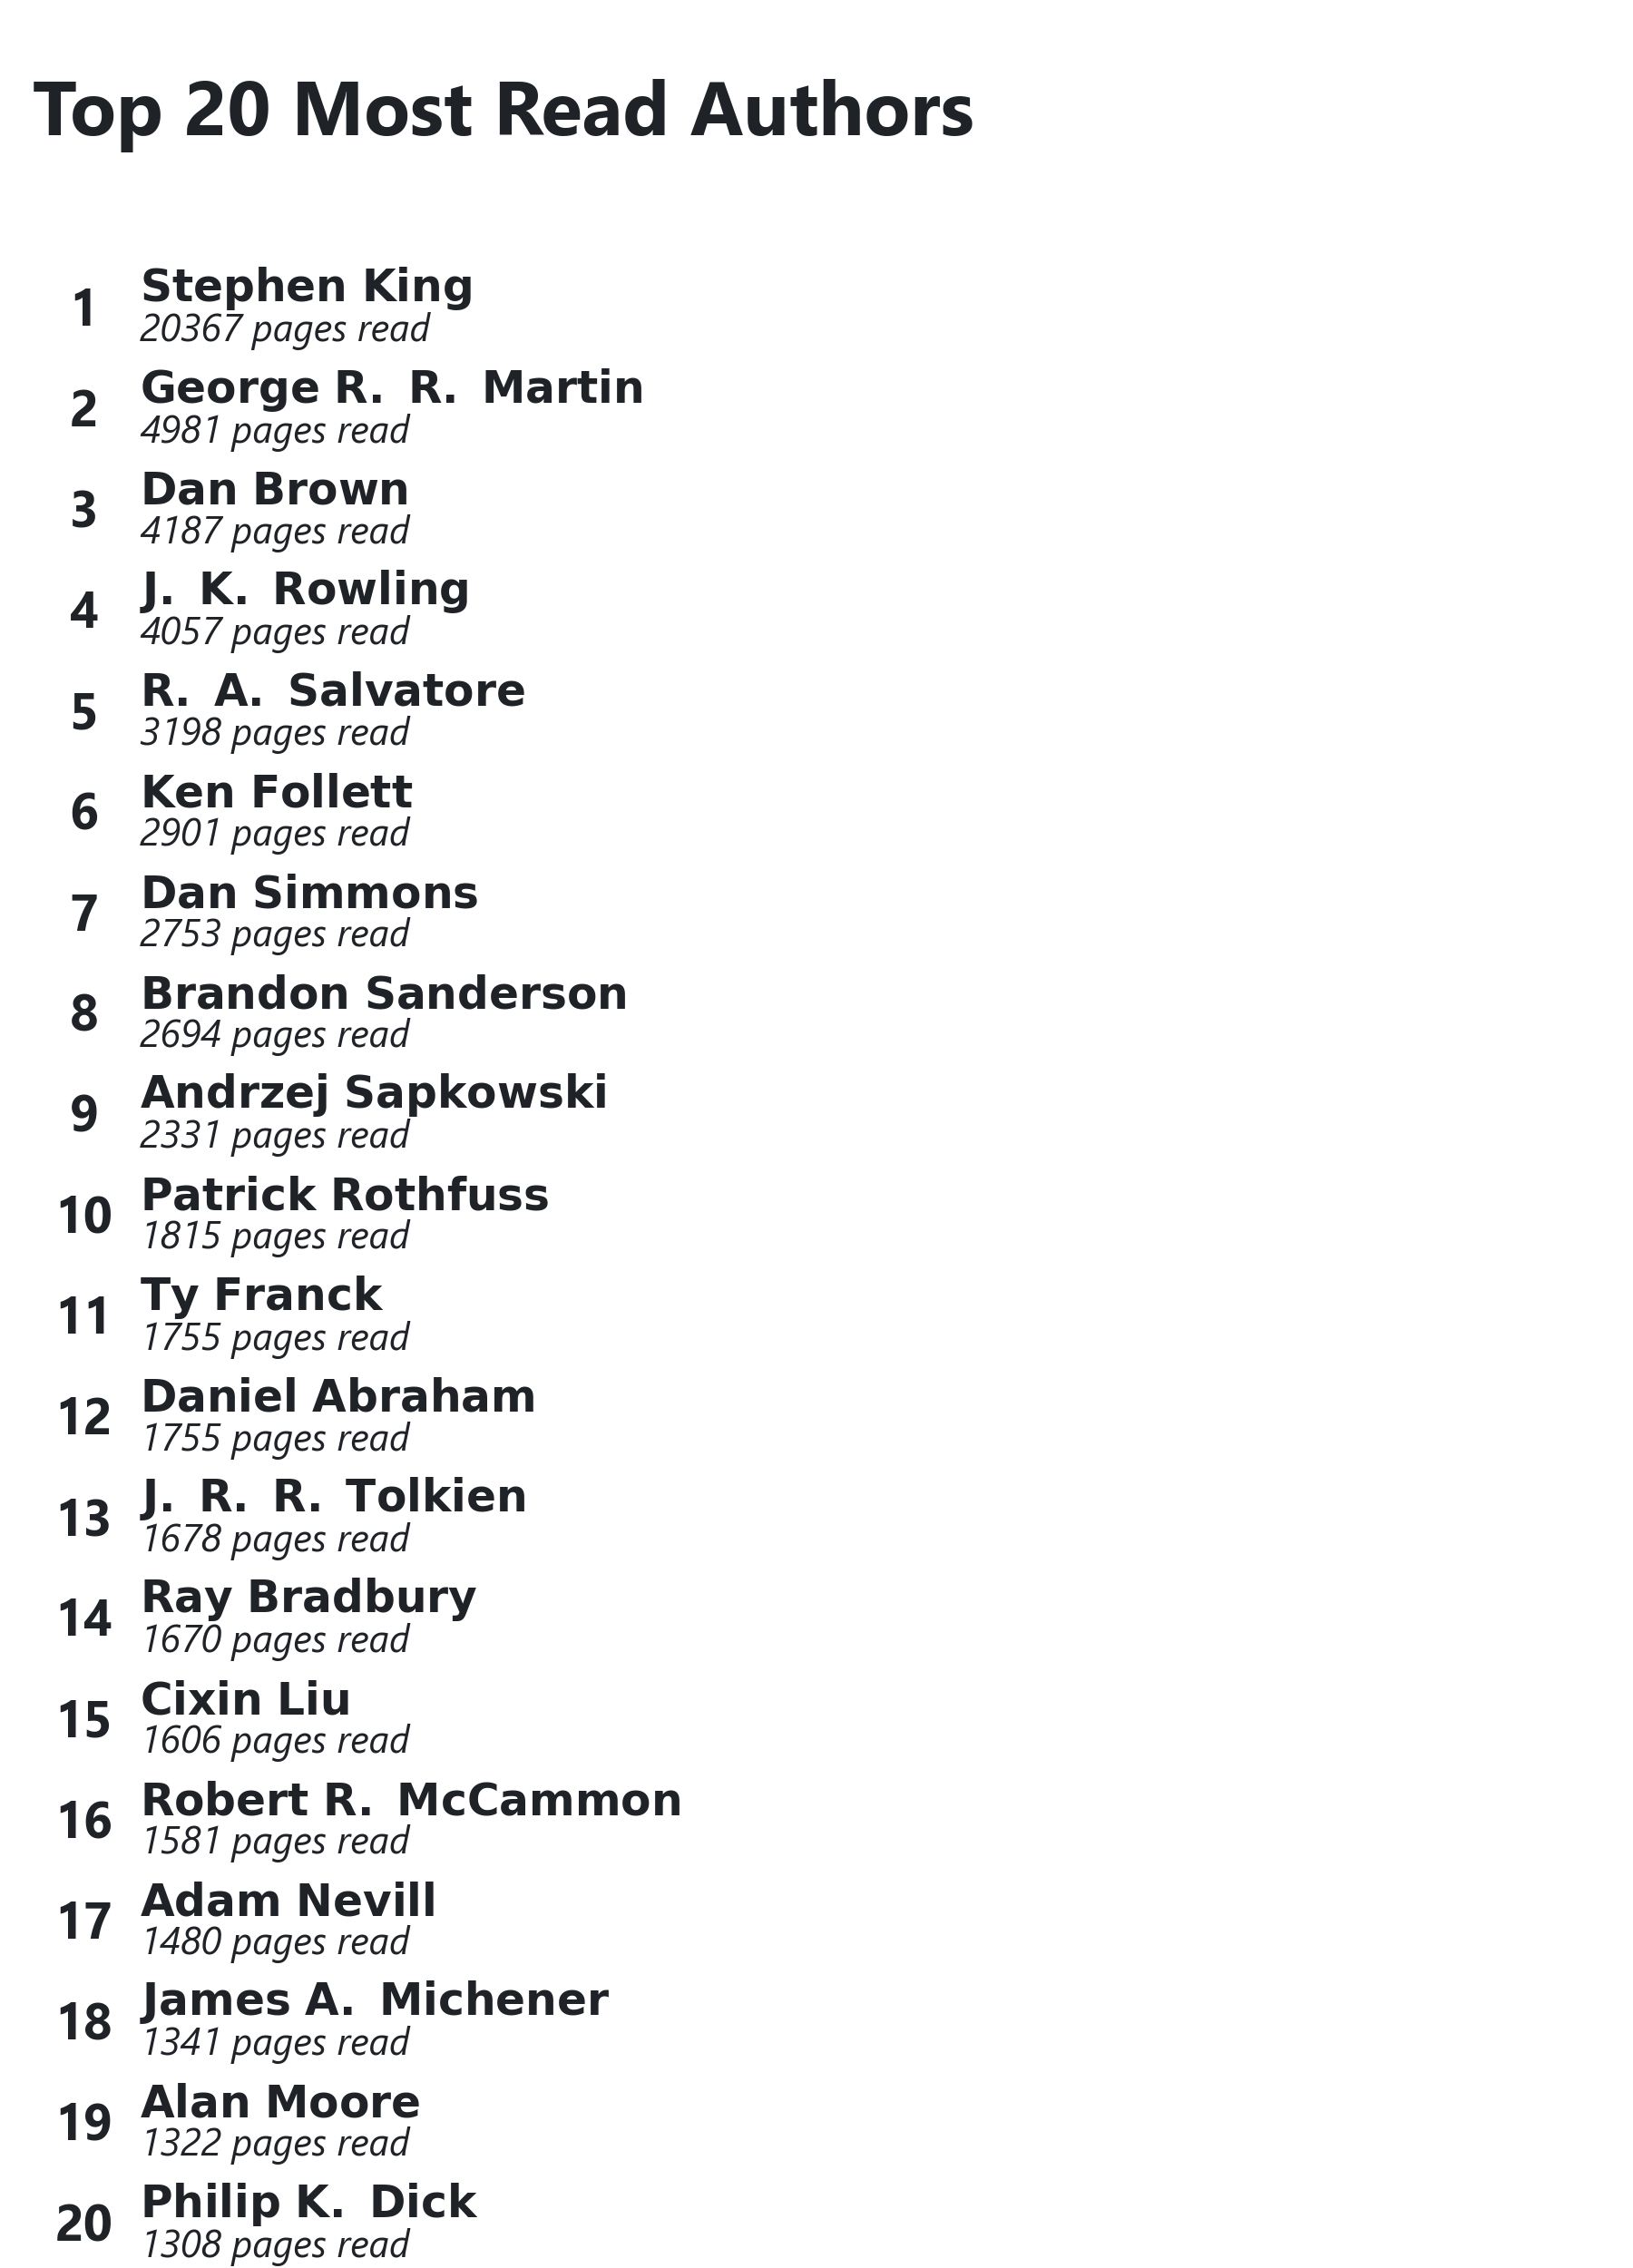 Top 20 Most Read Authors
1
Stephen King
20367 pages read
2
George R. R. Martin
4981 pages read
3
Dan Brown
4187 pages read
4
J. K. Rowling
4057 pages read
5
R. A. Salvatore
3198 pages read
6
Ken Follett
2901 pages read
7
Dan Simmons
2753 pages read
8
Brandon Sanderson
2694 pages read
9
Andrzej Sapkowski
2331 pages read
10
Patrick Rothfuss
1815 pages read
11
Ty Franck
1755 pages read
12
Daniel Abraham
1755 pages read
13
J. R. R. Tolkien
1678 pages read
14
Ray Bradbury
1670 pages read
15
Cixin Liu
1606 pages read
16
Robert R. McCammon
1581 pages read
17
Adam Nevill
1480 pages read
18
James A. Michener
1341 pages read
19
Alan Moore
1322 pages read
20
Philip K. Dick
1308 pages read